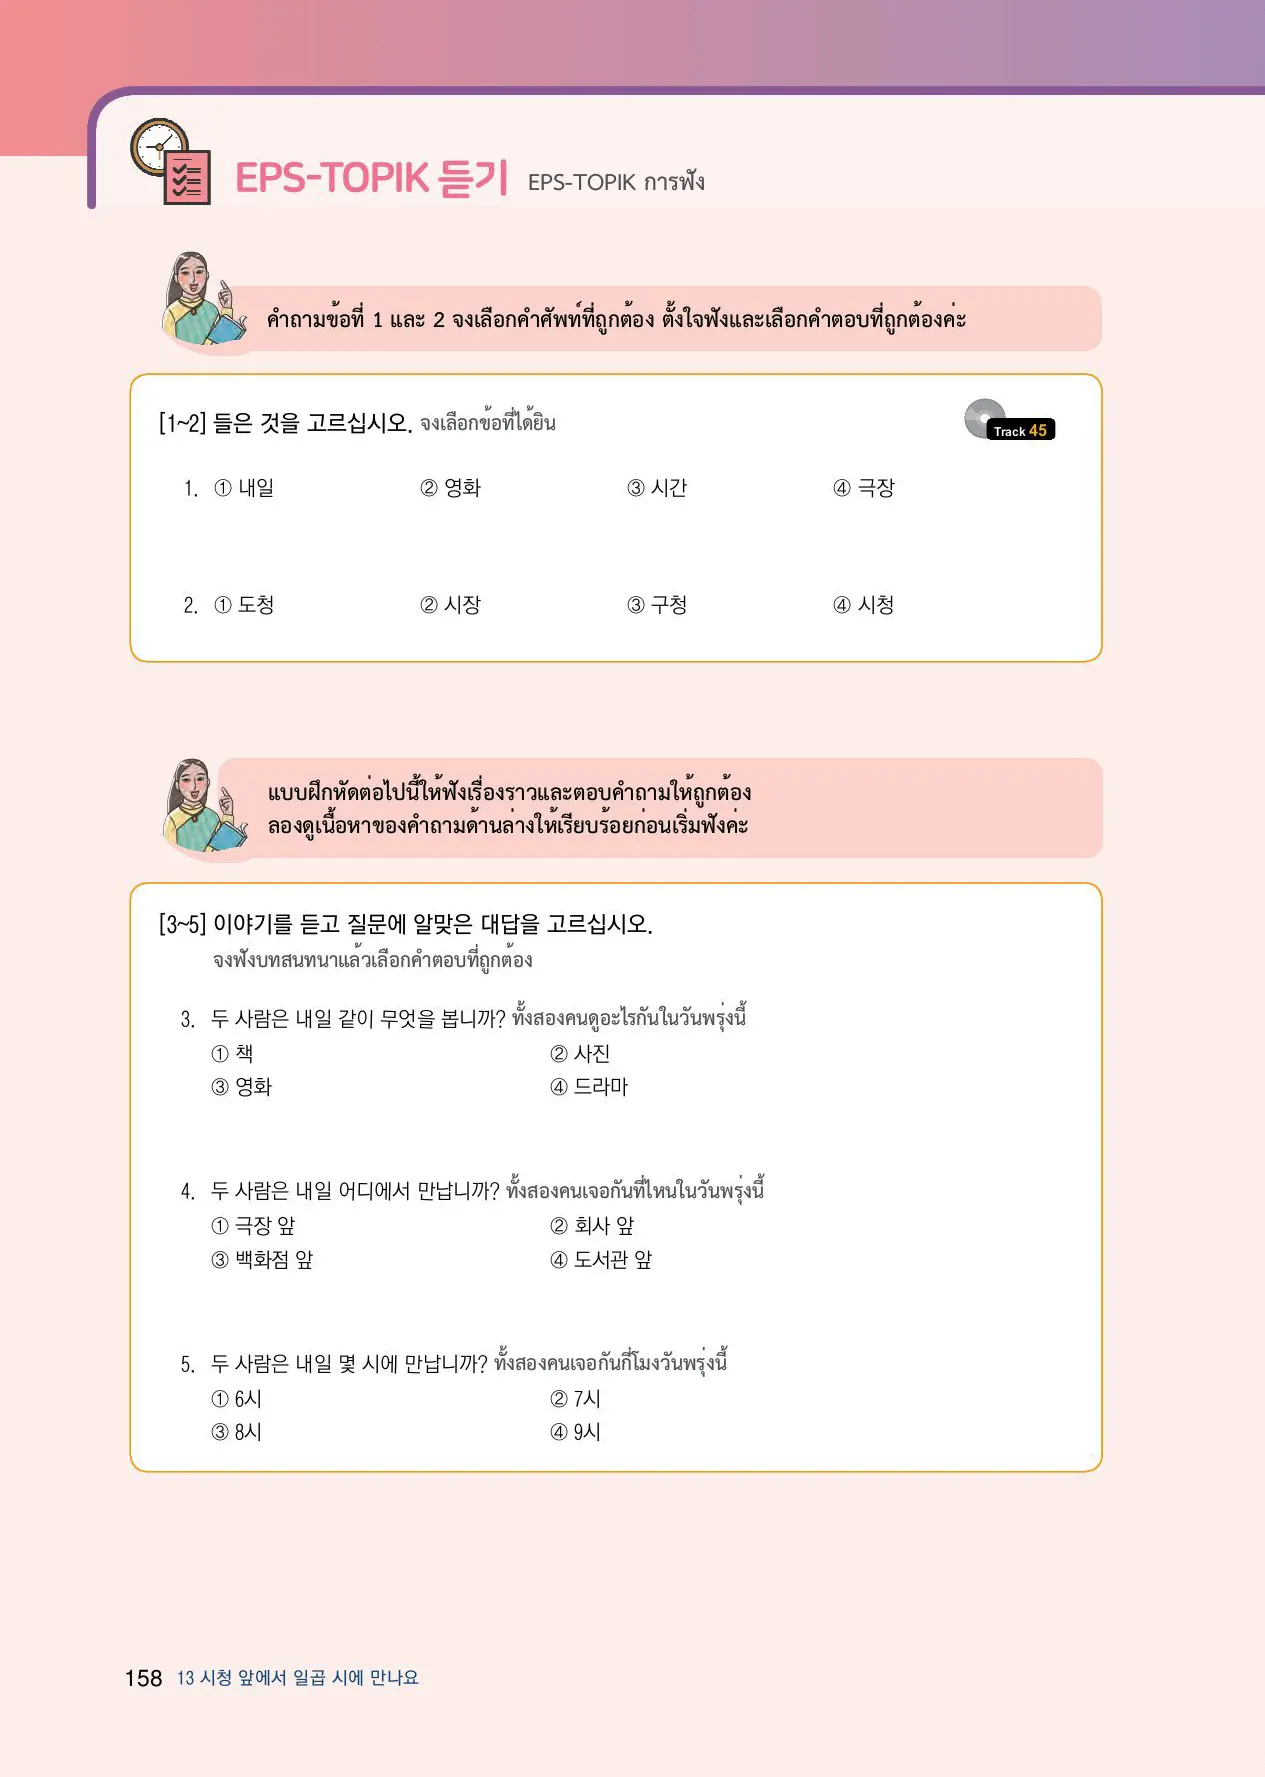 EPS-TOPIK 듣기 EPS-TOPIK การฟัง
คำถามข้อที่ 1 และ 2 จงเลือกคำศัพท์ที่ถูกต้อง ตั้งใจฟังและเลือกคำตอบที่ถูกต้องค่ะ
[1~2] 들은 것을 고르십시오. จงเลือกข้อที่ได้ยิน
Track 45
1. ① 내일 ② 영화 ③ 시간 ④ 극장
2. ① 도청 ② 시장 ③ 구청 ④ 시청
แบบฝึกหัดต่อไปนี้ให้ฟังเรื่องราวและตอบคำถามให้ถูกต้อง
ลองดูเนื้อหาของคำถามด้านล่างให้เรียบร้อยก่อนเริ่มฟังค่ะ
[3~5] 이야기를 듣고 질문에 알맞은 대답을 고르십시오.
จงฟังบทสนทนาแล้วเลือกคำตอบที่ถูกต้อง
3. 두 사람은 내일 같이 무엇을 봅니까? ทั้งสองคนดูอะไรกันในวันพรุ่งนี้
① 책 ② 사진
③ 영화 ④ 드라마
4. 두 사람은 내일 어디에서 만납니까? ทั้งสองคนเจอกันที่ไหนในวันพรุ่งนี้
① 극장 앞 ② 회사 앞
③ 백화점 앞 ④ 도서관 앞
5. 두 사람은 내일 몇 시에 만납니까? ทั้งสองคนเจอกันกี่โมงวันพรุ่งนี้
① 6시 ② 7시
③ 8시 ④ 9시
158 13 시청 앞에서 일곱 시에 만나요